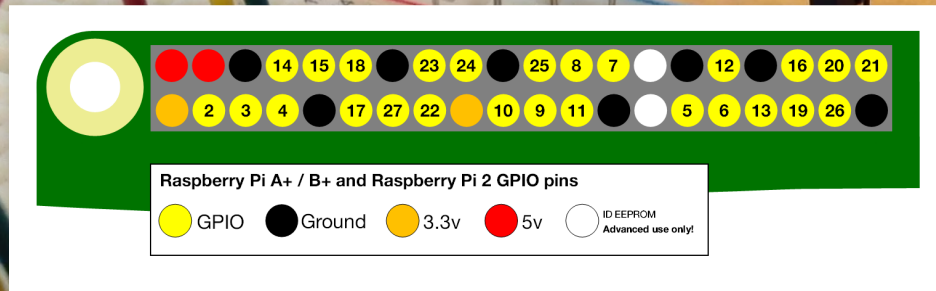 14 15 18 23 24 25 8 7 12 16 20 21
2 3 4 17 27 22 10 9 11 5 6 13 19 26
Raspberry Pi A+ / B+ and Raspberry Pi 2 GPIO pins
GPIO Ground 3.3v 5v ID EEPROM
Advanced use only!